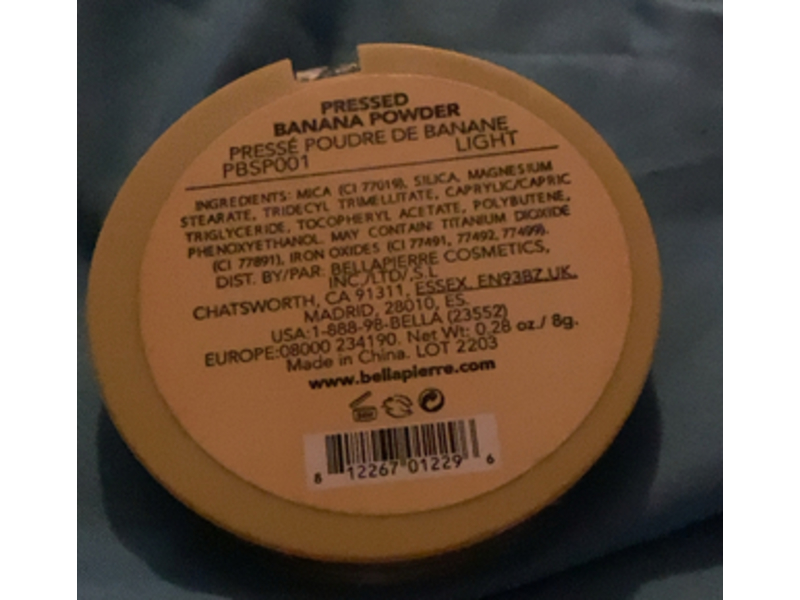 PRESSED
BANANA POWDER
PRESSÉ POUDRE DE BANANE
PBSP001 LIGHT
INGREDIENTS: MICA (CI 77019), SILICA, MAGNESIUM
STEARATE, TRIDECYL TRIMELLITATE, CAPRYLIC/CAPRIC
TRIGLYCERIDE, TOCOPHERYL ACETATE, POLYBUTENE,
PHENOXYETHANOL. MAY CONTAIN: TITANIUM DIOXIDE
(CI 77891), IRON OXIDES (CI 77491, 77492, 77499).
DIST. BY/PAR: BELLAPIERRE COSMETICS,
INC./LTD/,S.L
CHATSWORTH, CA 91311, ESSEX, EN93BZ,UK,
MADRID, 28010, ES.
USA:1-888-98-BELLA (23552)
EUROPE:08000 234190. Net Wt: 0.28 oz./ 8g.
Made in China. LOT 2203
www.bellapierre.com
8 12267 01229 6